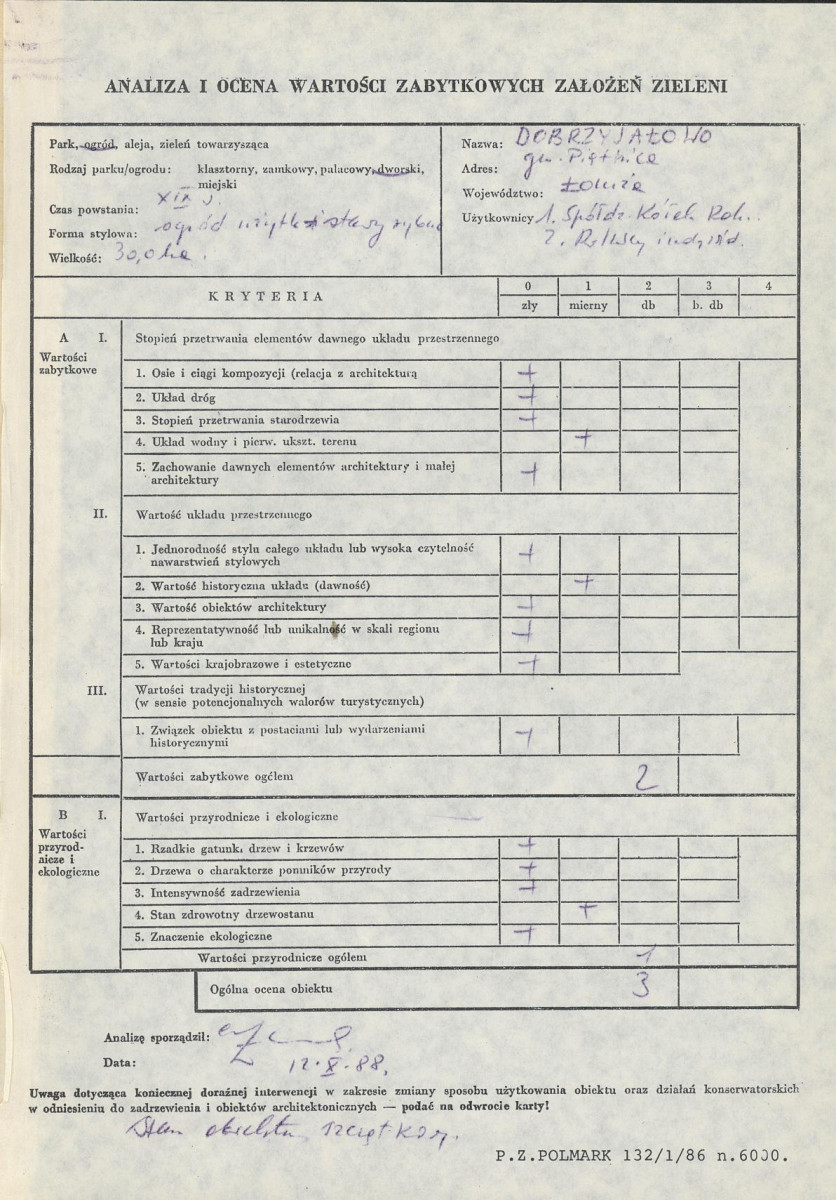 ANALIZA I OCENA WARTOŚCI ZABYTKOWYCH ZAŁOŻEŃ ZIELENI
Park, ogród, aleja, zieleń towarzysząca
Rodzaj parku/ogrodu: klasztorny, zamkowy, pałacowy, dworski,
miejski
Czas powstania: XIX w.
Forma stylowa: ogród użytk. i stawy rybne
Wielkość: 30,0 ha.
Nazwa: DOBRZYJAŁOWO
Adres: gm. Piątnica
Województwo: Łomża
Użytkownicy 1. Spółdz. Kółek Rol.
2. Rolnicy indywid.
KRYTERIA
0 1 2 3 4
zły mierny db b. db
A I. Stopień przetrwania elementów dawnego układu przestrzennego
Wartości
zabytkowe
1. Osie i ciągi kompozycji (relacja z architekturą +
2. Układ dróg +
3. Stopień przetrwania starodrzewia +
4. Układ wodny i pierw. ukszt. terenu +
5. Zachowanie dawnych elementów architektury i małej
architektury +
II. Wartość układu przestrzennego
1. Jednorodność stylu całego układu lub wysoka czytelność
nawarstwień stylowych +
2. Wartość historyczna układu (dawność) +
3. Wartość obiektów architektury +
4. Reprezentatywność lub unikalność w skali regionu
lub kraju +
5. Wartości krajobrazowe i estetyczne +
III. Wartości tradycji historycznej
(w sensie potencjonalnych walorów turystycznych)
1. Związek obiektu z postaciami lub wydarzeniami
historycznymi +
Wartości zabytkowe ogółem 2
B I. Wartości przyrodnicze i ekologiczne
Wartości
przyrod-
nicze i
ekologiczne
1. Rzadkie gatunki drzew i krzewów +
2. Drzewa o charakterze pomników przyrody +
3. Intensywność zadrzewienia +
4. Stan zdrowotny drzewostanu +
5. Znaczenie ekologiczne +
Wartości przyrodnicze ogółem 1
Ogólna ocena obiektu 3
Analizę sporządził:
Data: 12.X.88.
Uwaga dotycząca koniecznej doraźnej interwencji w zakresie zmiany sposobu użytkowania obiektu oraz działań konserwatorskich
w odniesieniu do zadrzewienia i obiektów architektonicznych — podać na odwrocie karty!
Stan obiektu szczątkowy.
P.Z.POLMARK 132/1/86 n.6000.